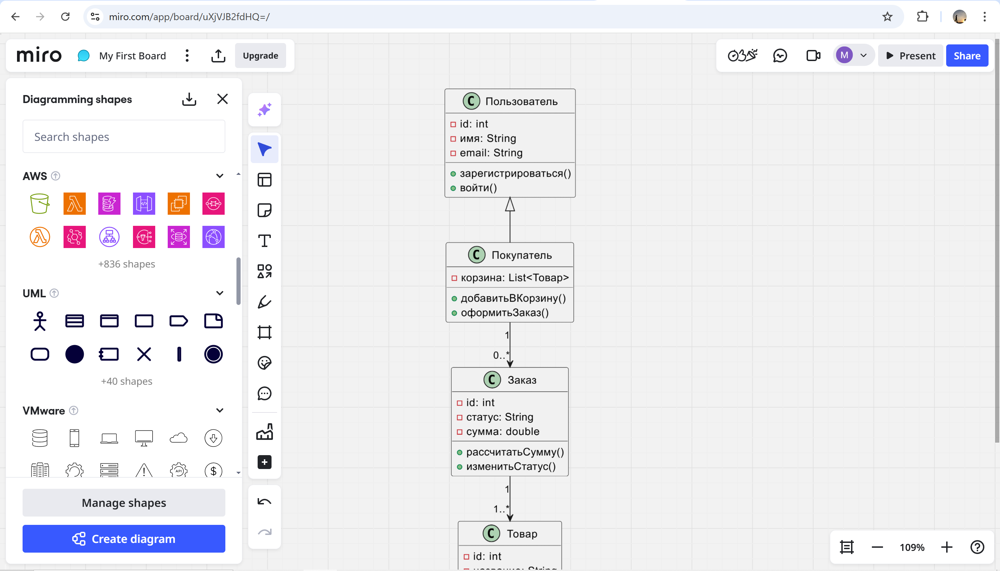 miro.com/app/board/uXjVJB2fdHQ=/
miro
My First Board
Upgrade
M
Present
Share
Diagramming shapes
Search shapes
AWS
+836 shapes
UML
+40 shapes
VMware
API
$
Manage shapes
Create diagram
C Пользователь
id: int
имя: String
email: String
зарегистрироваться()
войти()
C Покупатель
корзина: List<Товар>
добавитьВКорзину()
оформитьЗаказ()
1
0..*
C Заказ
id: int
статус: String
сумма: double
рассчитатьСумму()
изменитьСтатус()
1
1..*
C Товар
id: int
название: String
109%